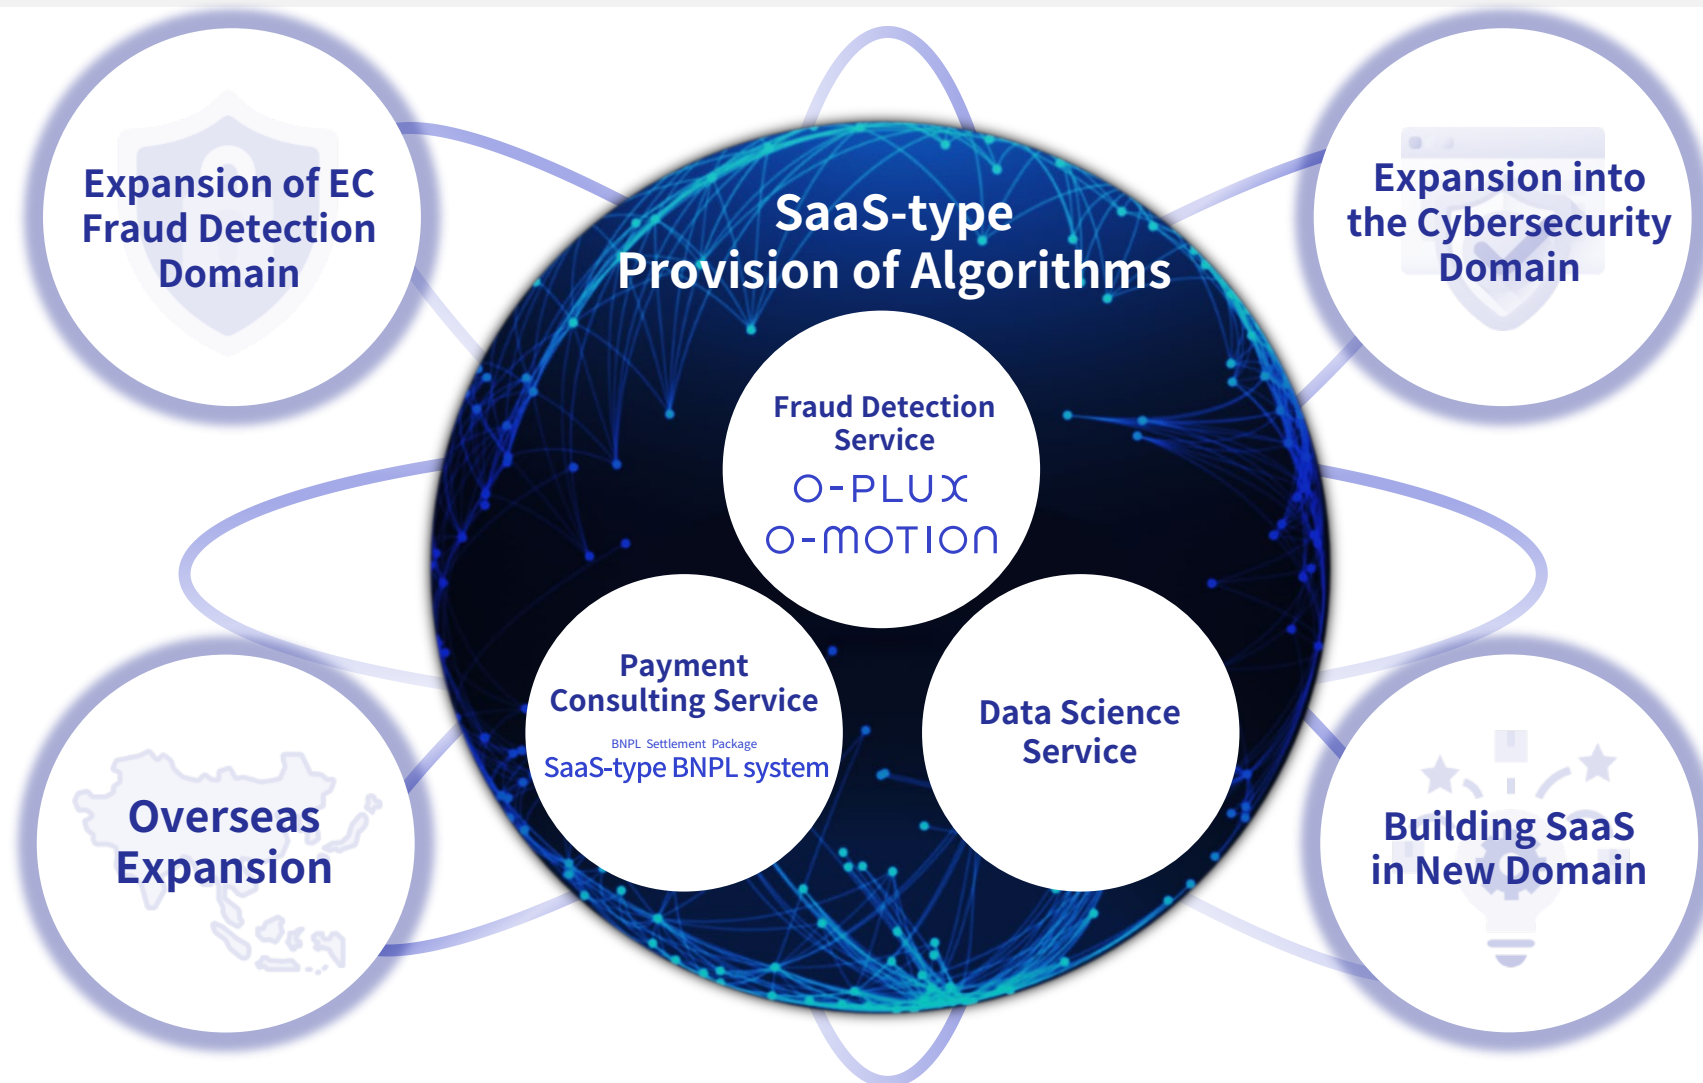 Expansion of EC
Fraud Detection
Domain
Expansion into
the Cybersecurity
Domain
SaaS-type
Provision of Algorithms
Fraud Detection
Service
O-PLUX
O-MOTION
Payment
Consulting Service
BNPL Settlement Package
SaaS-type BNPL system
Data Science
Service
Overseas
Expansion
Building SaaS
in New Domain